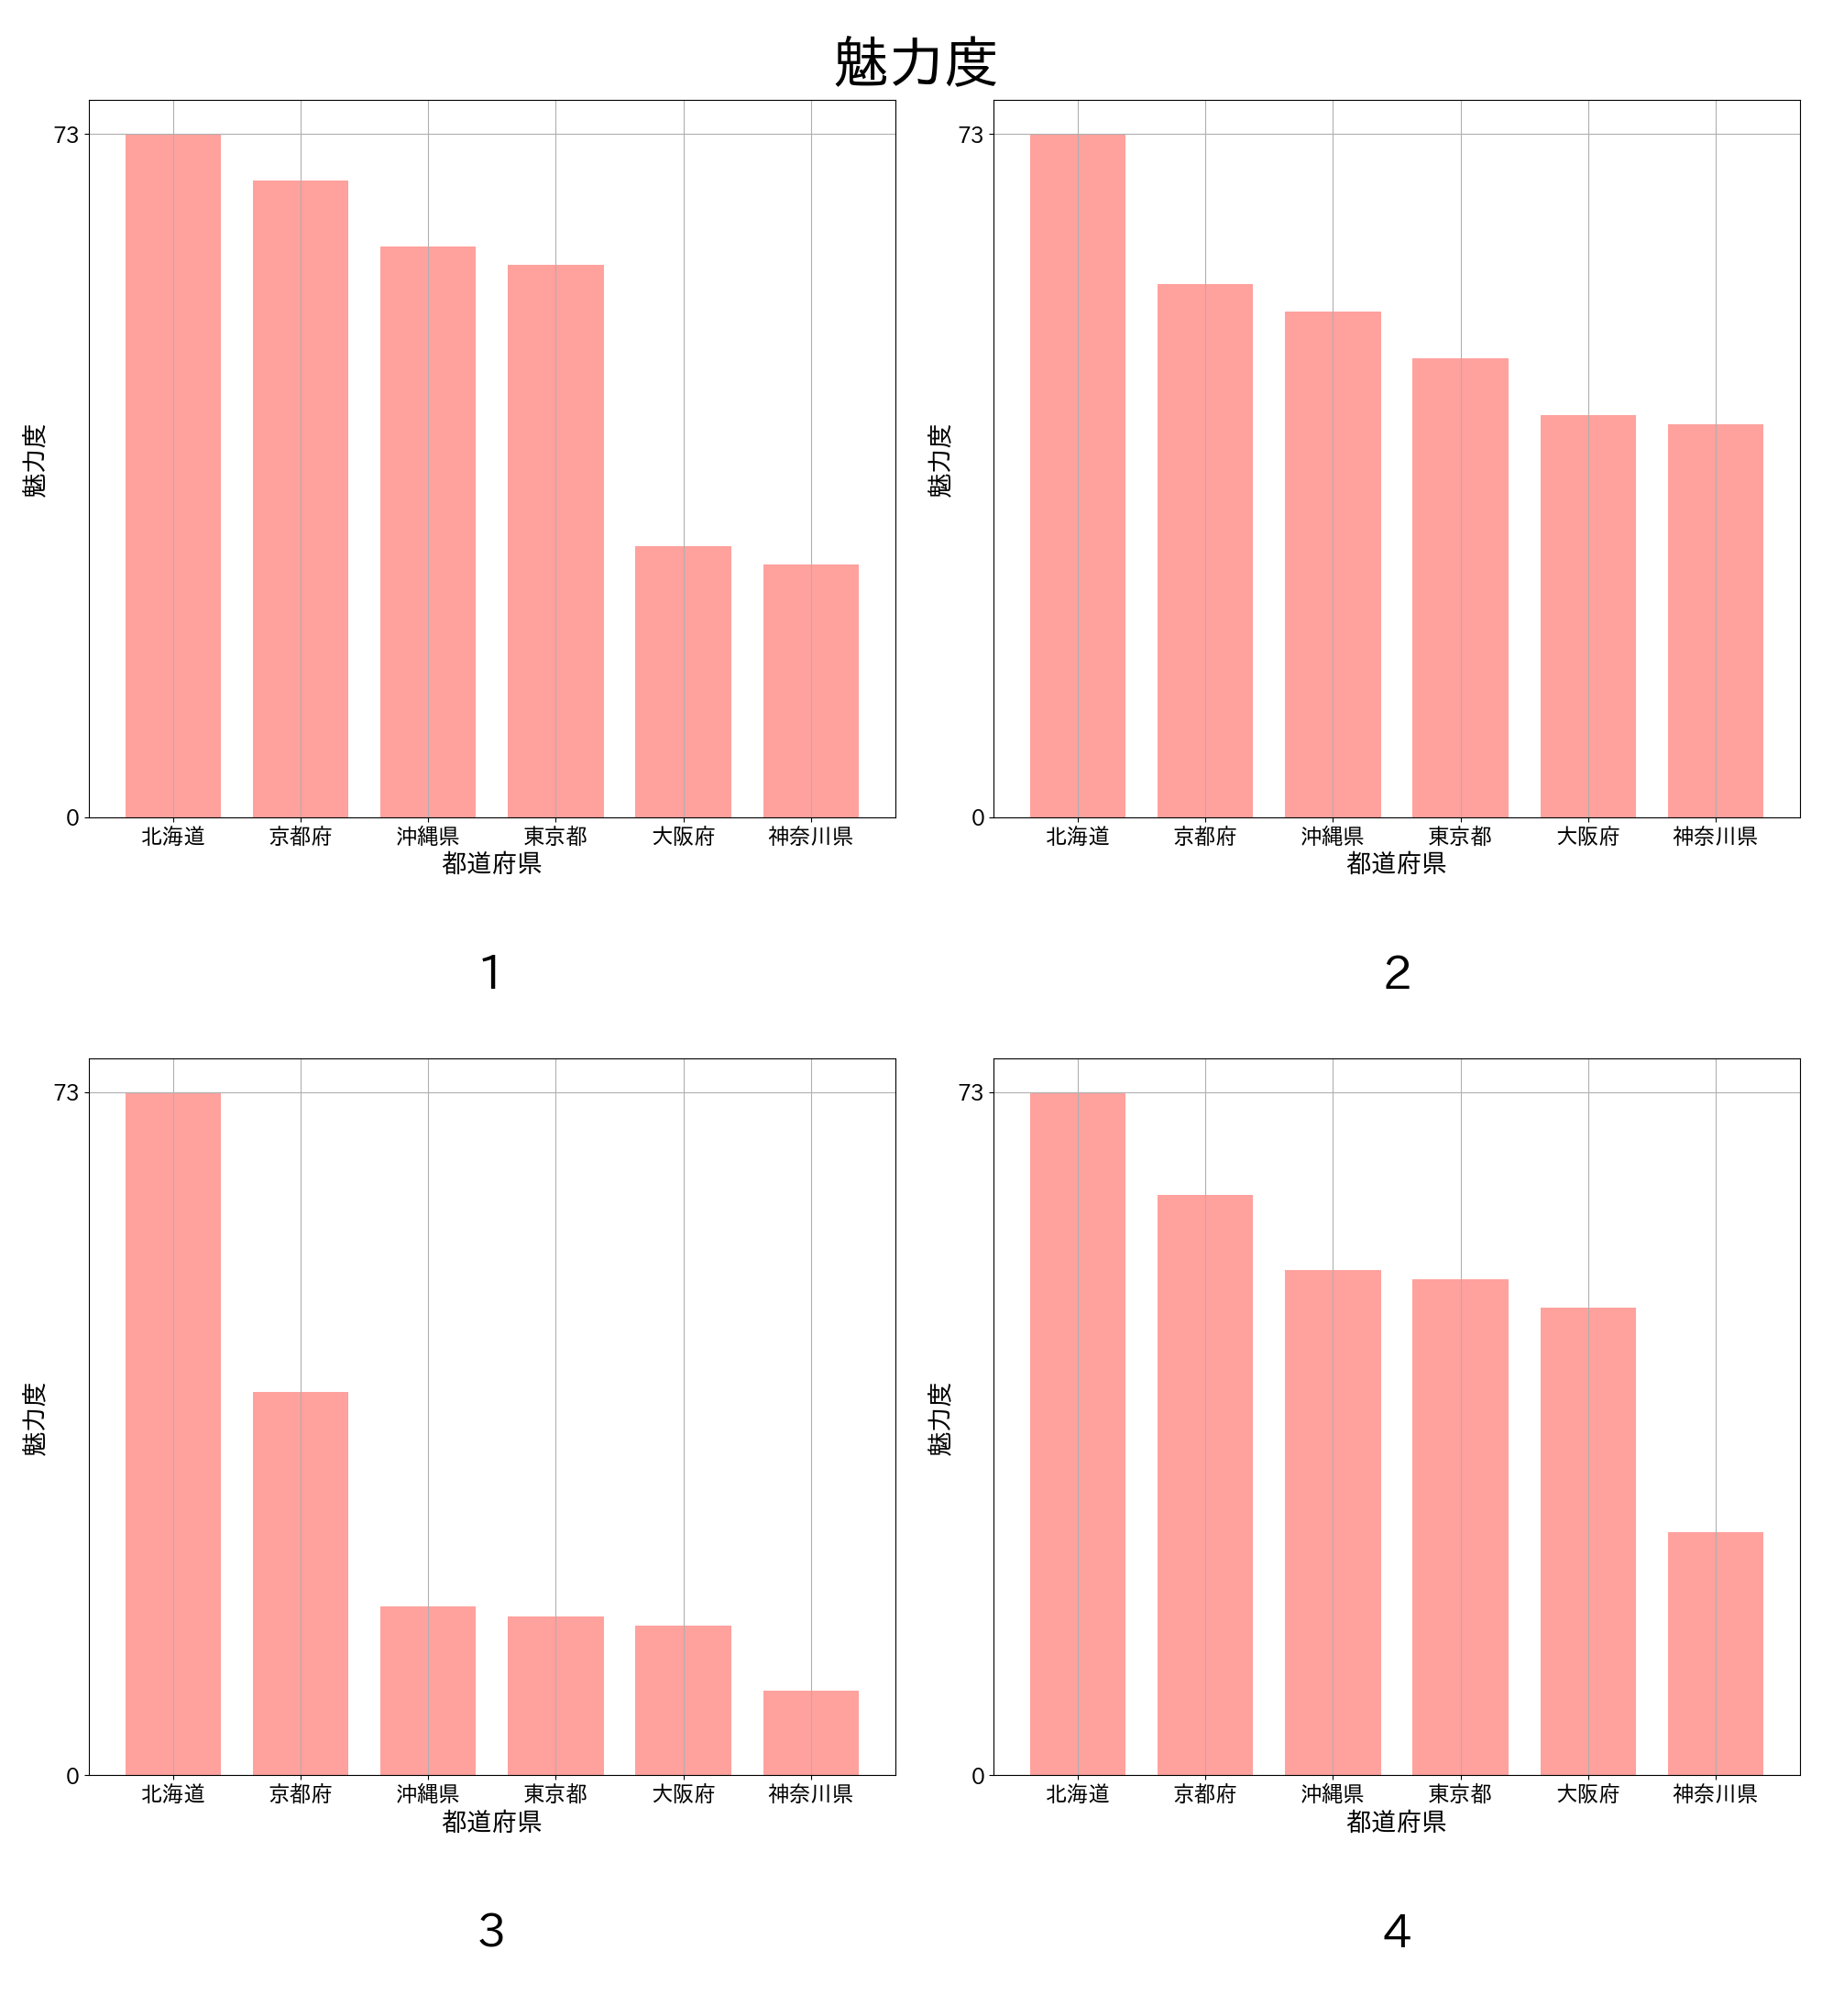 魅力度
73
0
魅力度
北海道 京都府 沖縄県 東京都 大阪府 神奈川県
都道府県
1
73
0
魅力度
北海道 京都府 沖縄県 東京都 大阪府 神奈川県
都道府県
2
73
0
魅力度
北海道 京都府 沖縄県 東京都 大阪府 神奈川県
都道府県
3
73
0
魅力度
北海道 京都府 沖縄県 東京都 大阪府 神奈川県
都道府県
4